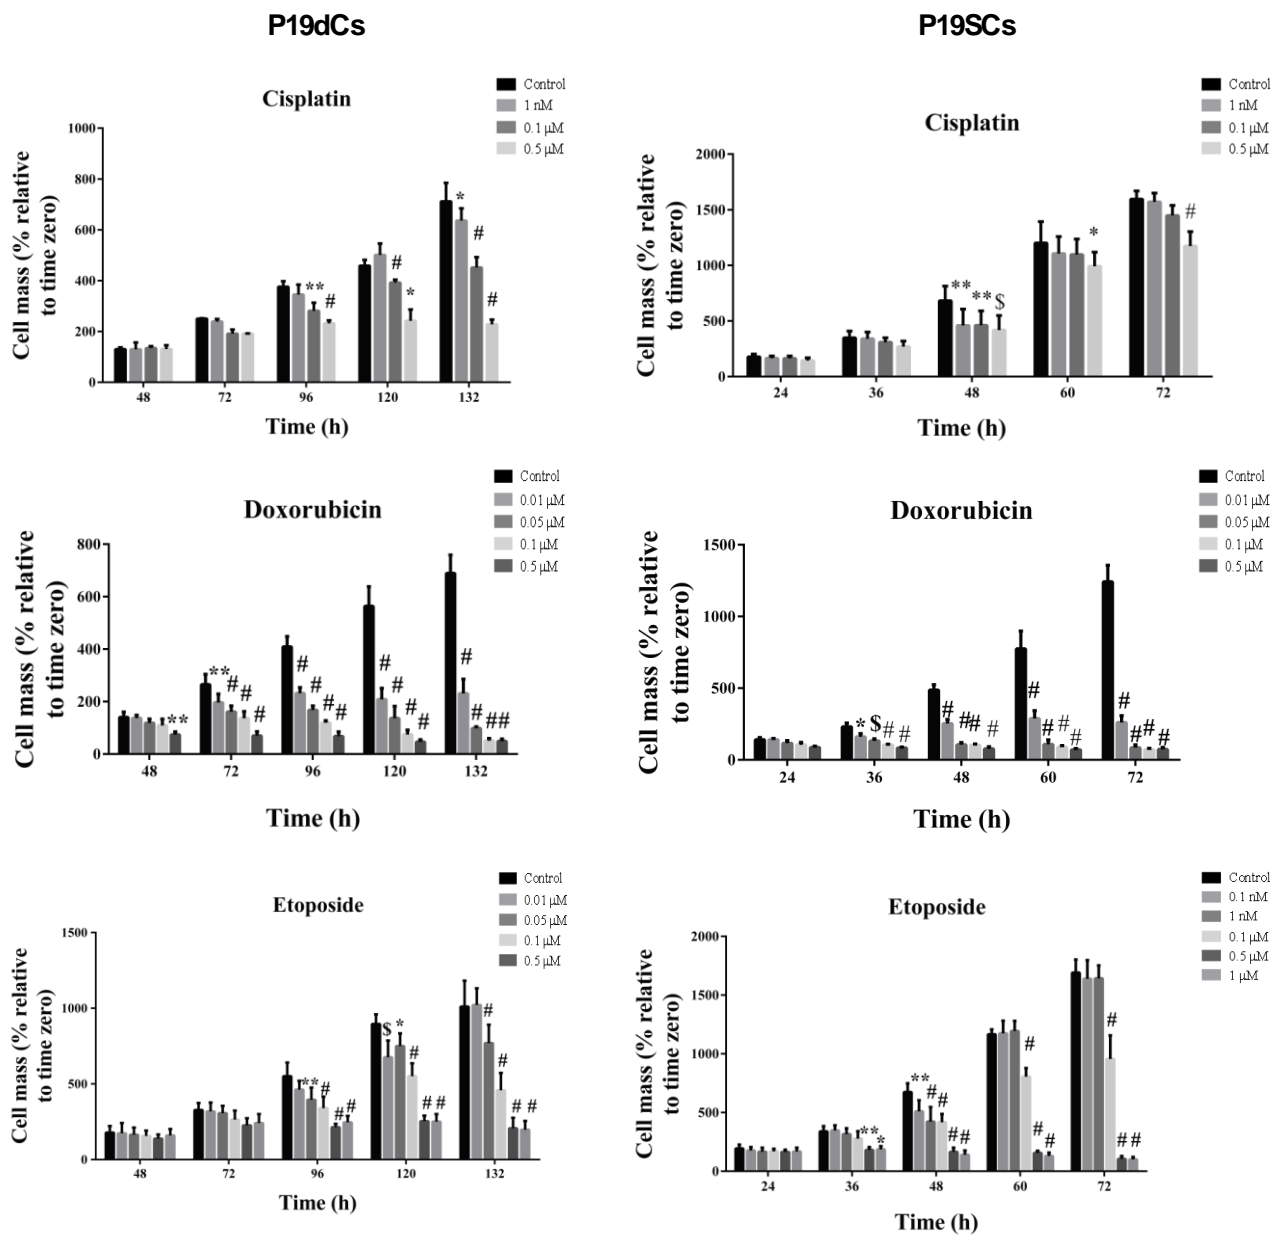 P19dCs
P19SCs
Cisplatin
Control
1 nM
0.1 µM
0.5 µM
Cell mass (% relative
to time zero)
1000
800
600
400
200
0
** # # * * # #
48 72 96 120 132
Time (h)
Cisplatin
Control
1 nM
0.1 µM
0.5 µM
Cell mass (% relative
to time zero)
2000
1500
1000
500
0
** ** $ * #
24 36 48 60 72
Time (h)
Doxorubicin
Control
0.01 µM
0.05 µM
0.1 µM
0.5 µM
Cell mass (% relative
to time zero)
800
600
400
200
0
** ** # # # # # # # # # # # # # ##
48 72 96 120 132
Time (h)
Doxorubicin
Control
0.01 µM
0.05 µM
0.1 µM
0.5 µM
Cell mass (% relative
to time zero)
1500
1000
500
0
* $ # # # ## # # # # # # # # #
24 36 48 60 72
Time (h)
Etoposide
Control
0.01 µM
0.05 µM
0.1 µM
0.5 µM
Cell mass (% relative
to time zero)
1500
1000
500
0
** # # # $ * # # # # # # #
48 72 96 120 132
Time (h)
Etoposide
Control
0.1 nM
1 nM
0.1 µM
0.5 µM
1 µM
Cell mass (% relative
to time zero)
2000
1500
1000
500
0
** * ** # # # # # # # # # #
24 36 48 60 72
Time (h)